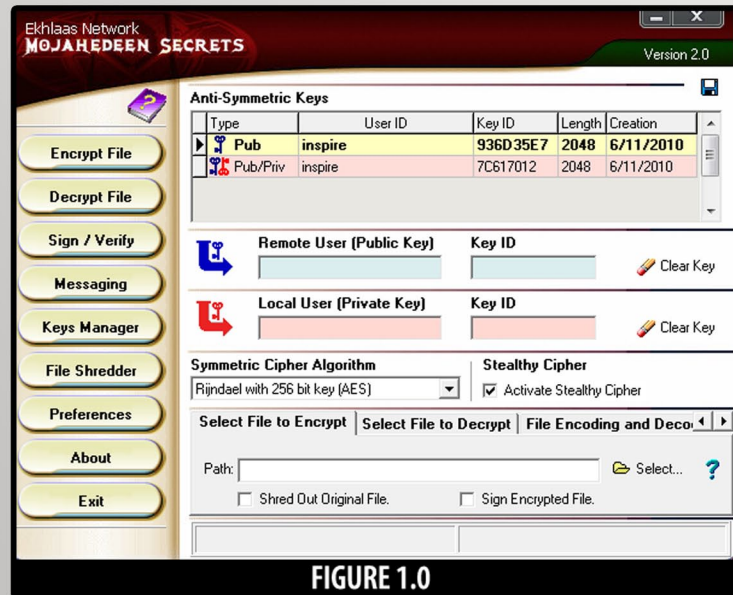 Ekhlaas Network
MOJAHEDEEN SECRETS
Version 2.0
Anti-Symmetric Keys
Type User ID Key ID Length Creation
Pub inspire 936D35E7 2048 6/11/2010
Pub/Priv inspire 7C617012 2048 6/11/2010
Encrypt File
Decrypt File
Sign / Verify
Messaging
Keys Manager
File Shredder
Preferences
About
Exit
Remote User (Public Key) Key ID
Clear Key
Local User (Private Key) Key ID
Clear Key
Symmetric Cipher Algorithm
Rijndael with 256 bit key (AES)
Stealthy Cipher
Activate Stealthy Cipher
Select File to Encrypt Select File to Decrypt File Encoding and Deco
Path: Select... ?
Shred Out Original File. Sign Encrypted File.
FIGURE 1.0